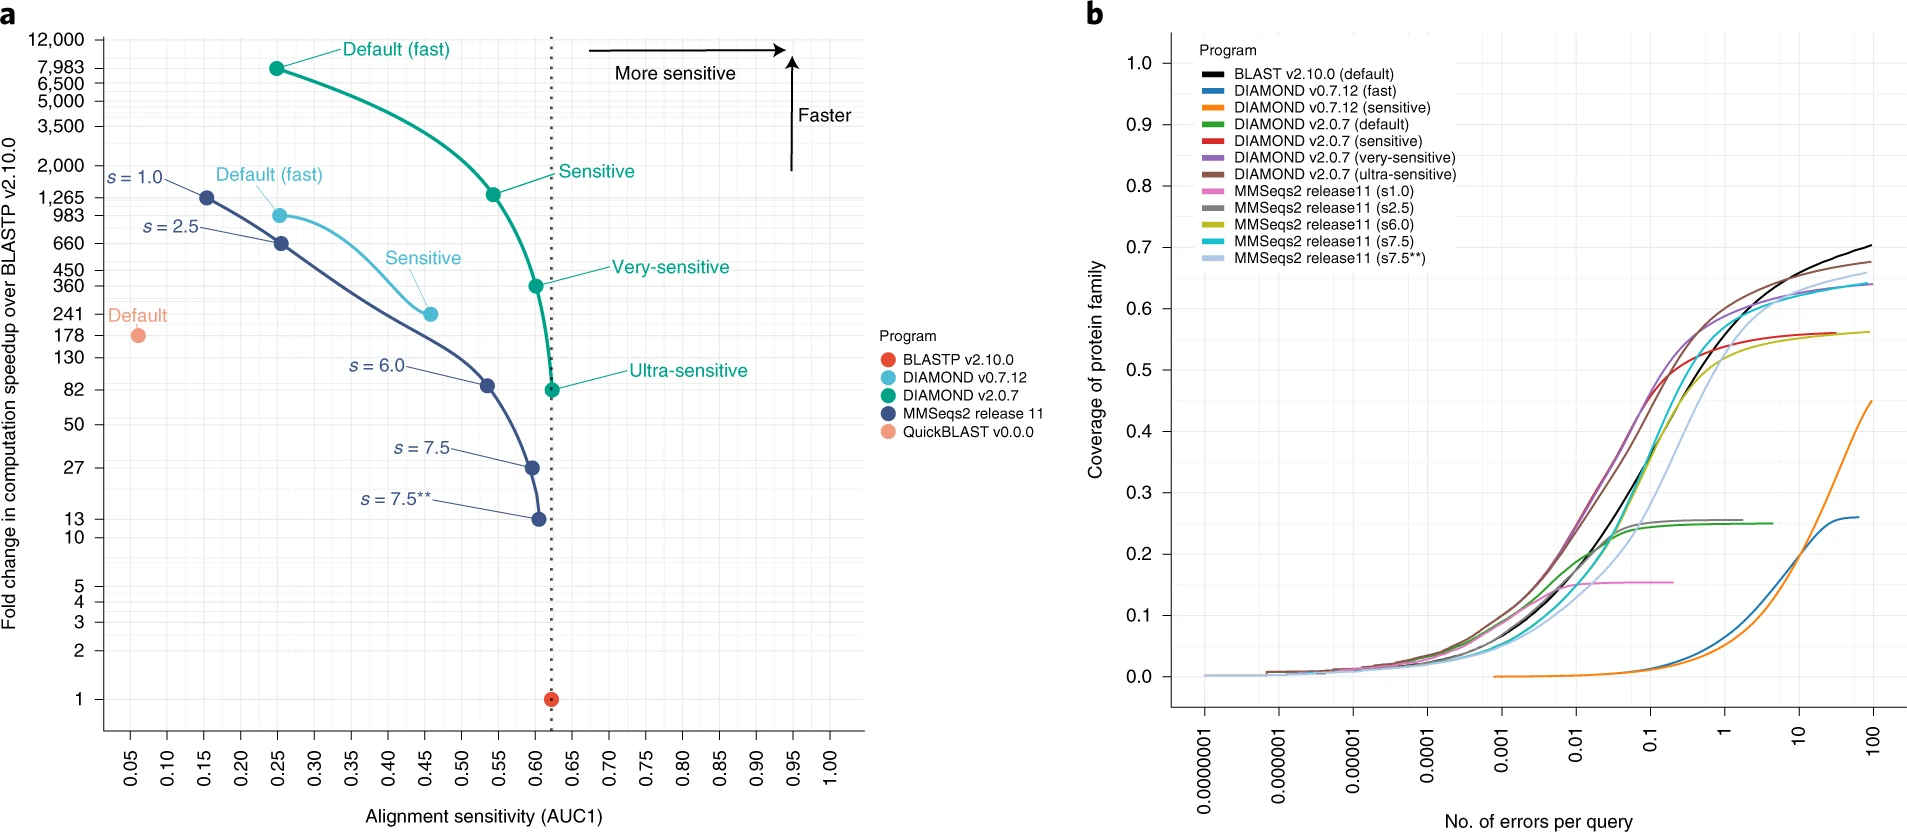 a
Fold change in computation speedup over BLASTP v2.10.0
12,000
7,983
6,500
5,000
3,500
2,000
1,265
983
660
450
360
241
178
130
82
50
27
13
10
5
4
3
2
1
Default (fast)
More sensitive
Faster
Sensitive
s = 1.0
Default (fast)
s = 2.5
Sensitive
Very-sensitive
Default
s = 6.0
Ultra-sensitive
s = 7.5
s = 7.5**
0.05
0.10
0.15
0.20
0.25
0.30
0.35
0.40
0.45
0.50
0.55
0.60
0.65
0.70
0.75
0.80
0.85
0.90
0.95
1.00
Alignment sensitivity (AUC1)
Program
BLASTP v2.10.0
DIAMOND v0.7.12
DIAMOND v2.0.7
MMSeqs2 release 11
QuickBLAST v0.0.0
b
Coverage of protein family
1.0
0.9
0.8
0.7
0.6
0.5
0.4
0.3
0.2
0.1
0.0
Program
BLAST v2.10.0 (default)
DIAMOND v0.7.12 (fast)
DIAMOND v0.7.12 (sensitive)
DIAMOND v2.0.7 (default)
DIAMOND v2.0.7 (sensitive)
DIAMOND v2.0.7 (very-sensitive)
DIAMOND v2.0.7 (ultra-sensitive)
MMSeqs2 release11 (s1.0)
MMSeqs2 release11 (s2.5)
MMSeqs2 release11 (s6.0)
MMSeqs2 release11 (s7.5)
MMSeqs2 release11 (s7.5**)
0.0000001
0.000001
0.00001
0.0001
0.001
0.01
0.1
1
10
100
No. of errors per query